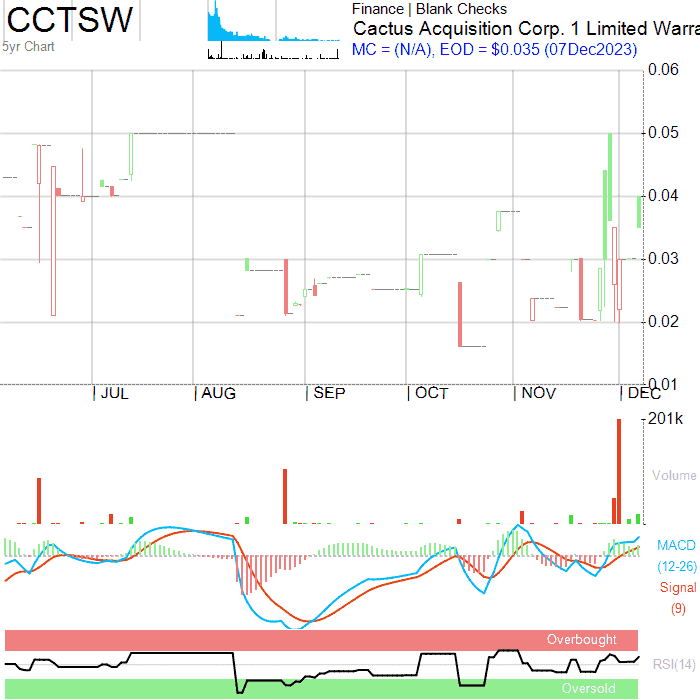 CCTSW
5yr Chart
Finance | Blank Checks
Cactus Acquisition Corp. 1 Limited Warra
MC = (N/A), EOD = $0.035 (07Dec2023)
0.06
0.05
0.04
0.03
0.02
0.01
JUL AUG SEP OCT NOV DEC
201k
Volume
MACD
(12-26)
Signal
(9)
Overbought
RSI(14)
Oversold